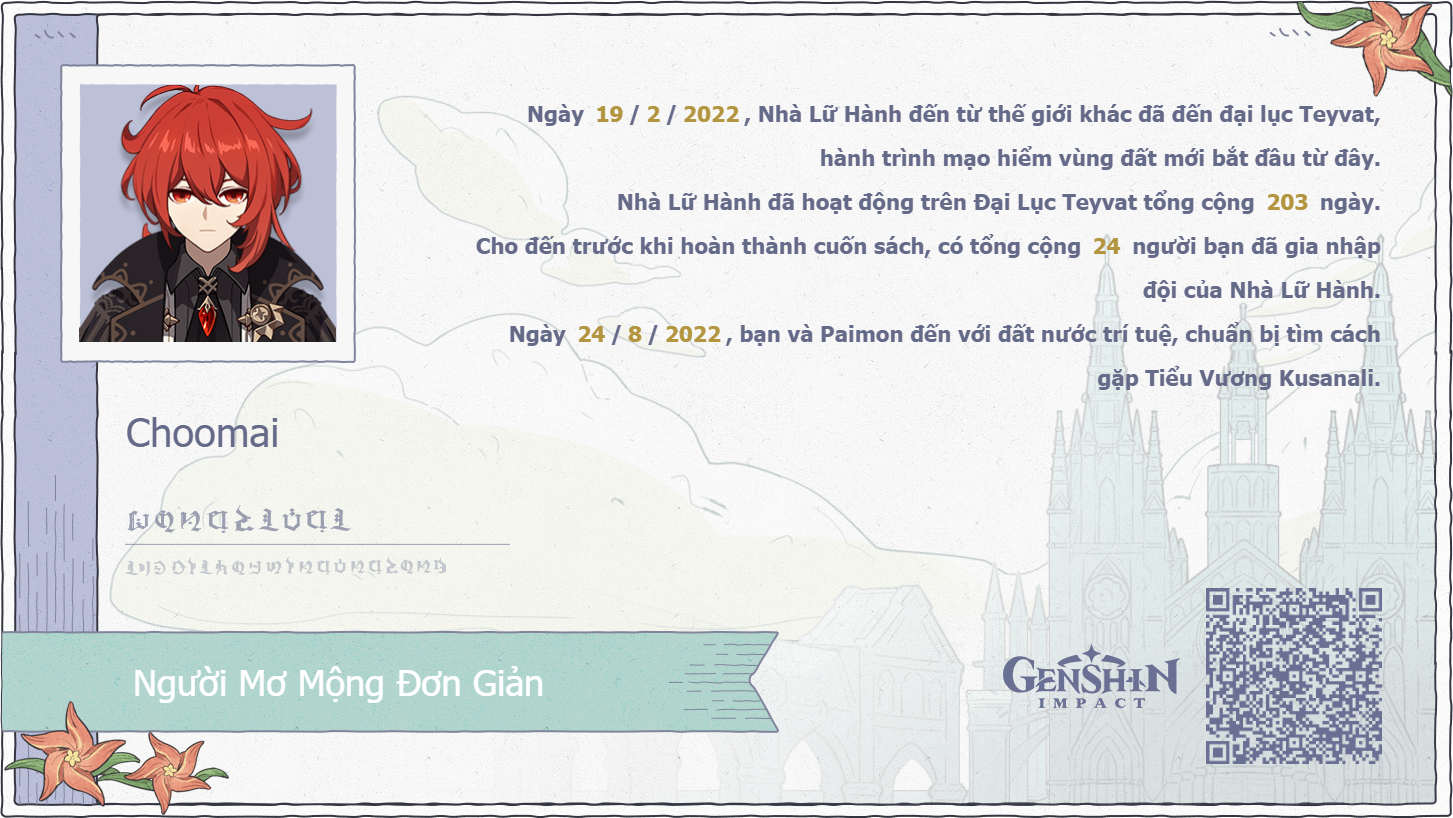 Ngày 19 / 2 / 2022 , Nhà Lữ Hành đến từ thế giới khác đã đến đại lục Teyvat,
hành trình mạo hiểm vùng đất mới bắt đầu từ đây.
Nhà Lữ Hành đã hoạt động trên Đại Lục Teyvat tổng cộng 203 ngày.
Cho đến trước khi hoàn thành cuốn sách, có tổng cộng 24 người bạn đã gia nhập
đội của Nhà Lữ Hành.
Ngày 24 / 8 / 2022 , bạn và Paimon đến với đất nước trí tuệ, chuẩn bị tìm cách
gặp Tiểu Vương Kusanali.
Choomai
Người Mơ Mộng Đơn Giản
GENSHIN
IMPACT